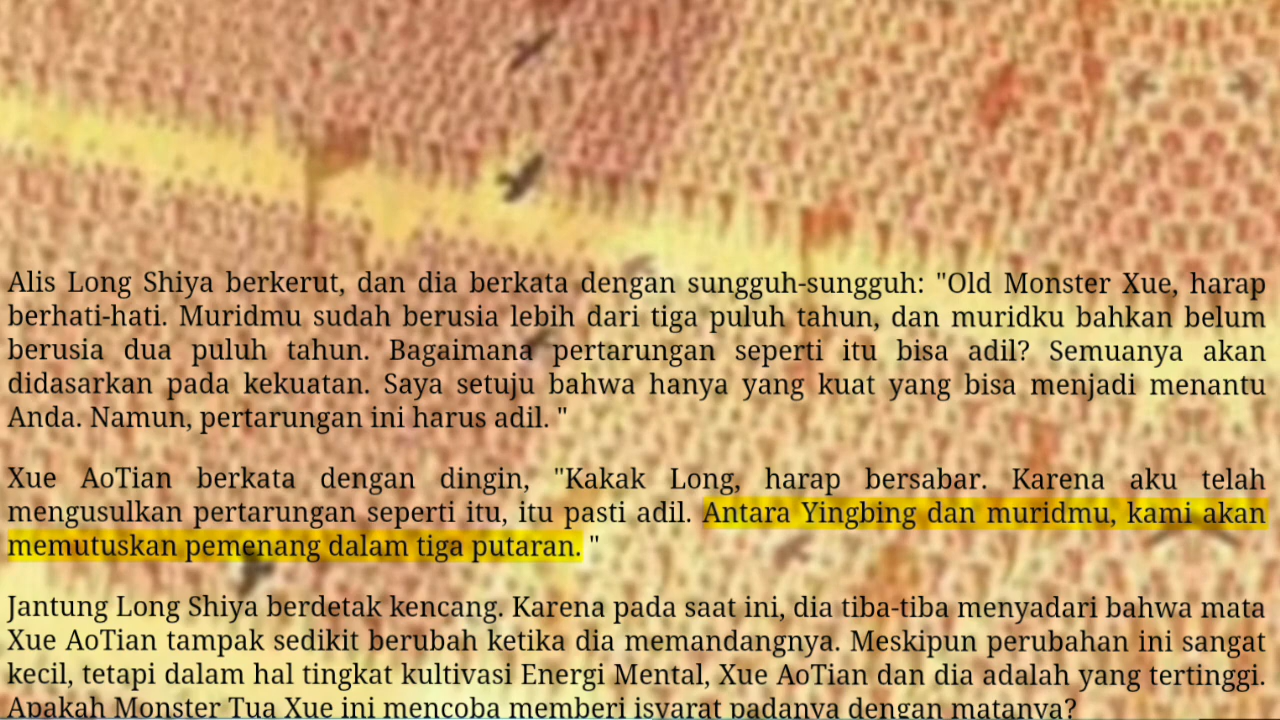 Alis Long Shiya berkerut, dan dia berkata dengan sungguh-sungguh: "Old Monster Xue, harap
berhati-hati. Muridmu sudah berusia lebih dari tiga puluh tahun, dan muridku bahkan belum
berusia dua puluh tahun. Bagaimana pertarungan seperti itu bisa adil? Semuanya akan
didasarkan pada kekuatan. Saya setuju bahwa hanya yang kuat yang bisa menjadi menantu
Anda. Namun, pertarungan ini harus adil. "
Xue AoTian berkata dengan dingin, "Kakak Long, harap bersabar. Karena aku telah
mengusulkan pertarungan seperti itu, itu pasti adil. Antara Yingbing dan muridmu, kami akan
memutuskan pemenang dalam tiga putaran. "
Jantung Long Shiya berdetak kencang. Karena pada saat ini, dia tiba-tiba menyadari bahwa mata
Xue AoTian tampak sedikit berubah ketika dia memandangnya. Meskipun perubahan ini sangat
kecil, tetapi dalam hal tingkat kultivasi Energi Mental, Xue AoTian dan dia adalah yang tertinggi.
Apakah Monster Tua Xue ini mencoba memberi isyarat padanya dengan matanya?